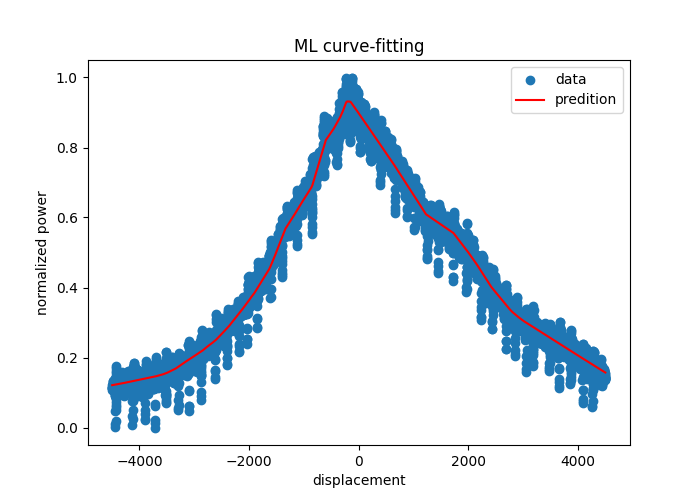 ML curve-fitting
data
predition
normalized power
1.0
0.8
0.6
0.4
0.2
0.0
−4000
−2000
0
2000
4000
displacement